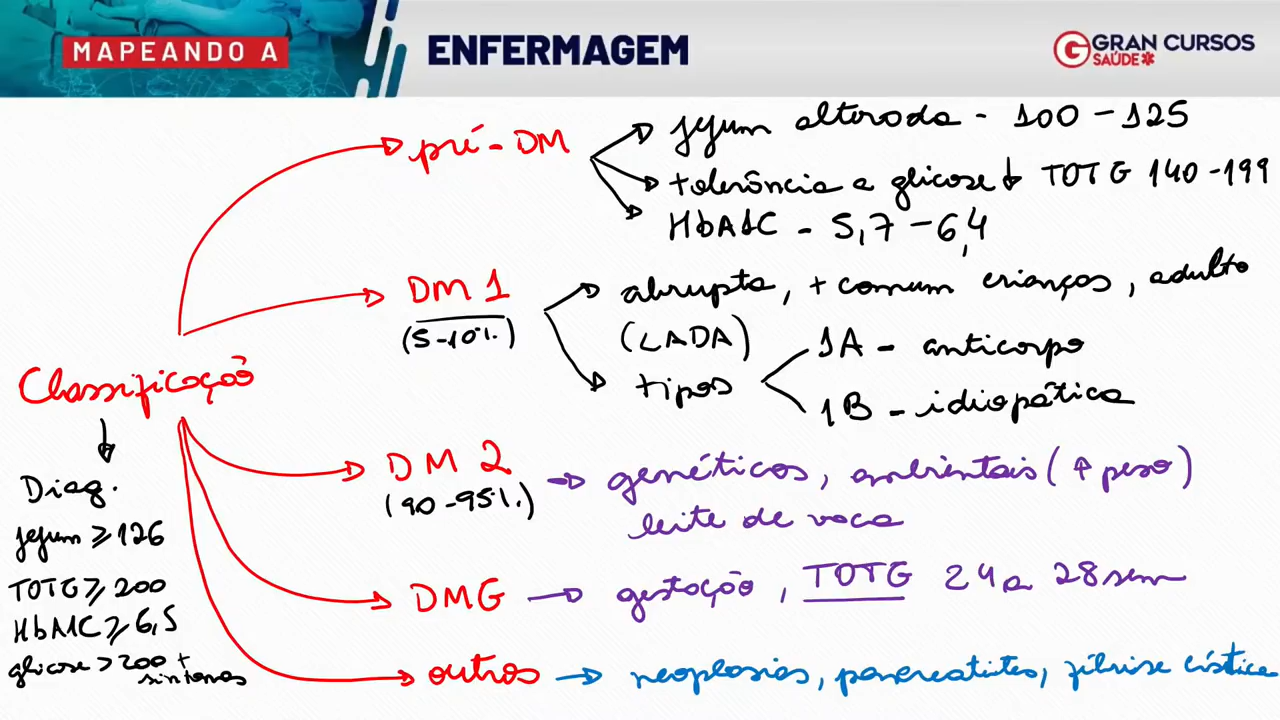 MAPEANDO A
ENFERMAGEM
GRAN CURSOS
SAÚDE
pré-DM
jejum alterada - 100 - 125
tolerância a glicose ↓ TOTG 140-199
HbA1C - 5,7 - 6,4
DM 1
(5-10%)
abrupta, + comum crianças, adulto
(LADA)
tipos
1A - anticorpo
1B - idiopática
Classificação
Diag.
jejum ≥ 126
TOTG ≥ 200
HbA1C ≥ 6,5
glicose > 200 +
sintomas
DM 2
(90-95%)
genéticos, ambientais (↑ peso)
leite de vaca
DMG
gestação, TOTG 24 a 28 sem
outros
neoplasias, pancreatites, fibrise cística